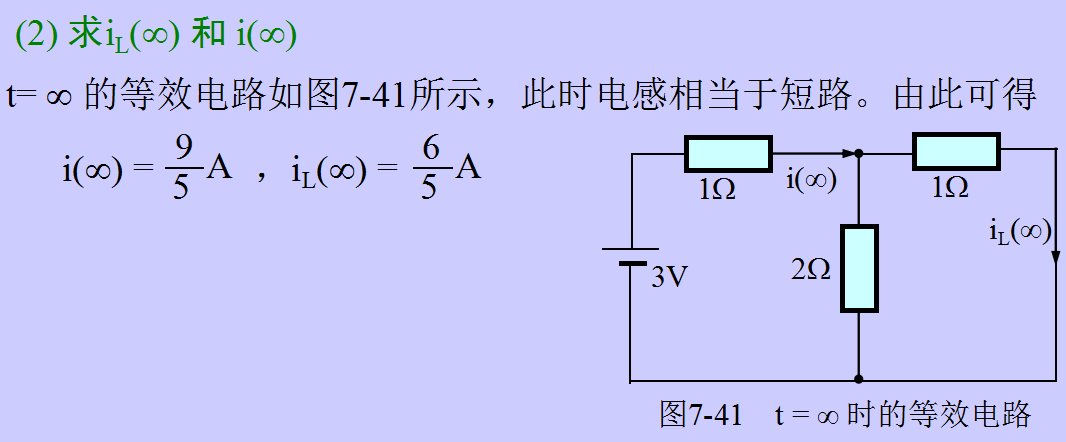 (2) 求iL(∞) 和 i(∞)
t= ∞ 的等效电路如图7-41所示，此时电感相当于短路。由此可得
i(∞) = 9/5 A ，iL(∞) = 6/5 A
1Ω
i(∞)
1Ω
iL(∞)
3V
2Ω
图7-41 t = ∞ 时的等效电路